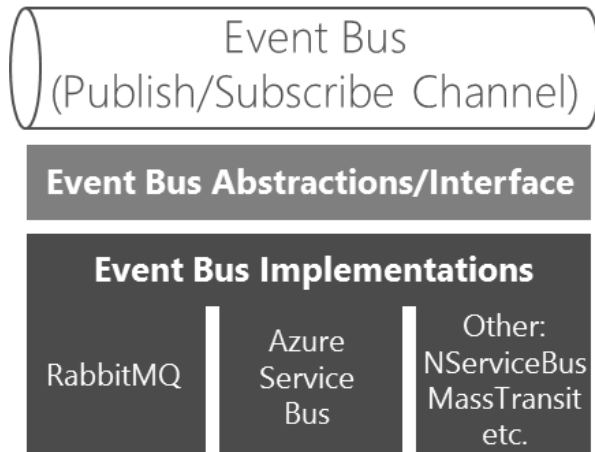 Event Bus
(Publish/Subscribe Channel)
Event Bus Abstractions/Interface
Event Bus Implementations
RabbitMQ
Azure
Service
Bus
Other:
NServiceBus
MassTransit
etc.